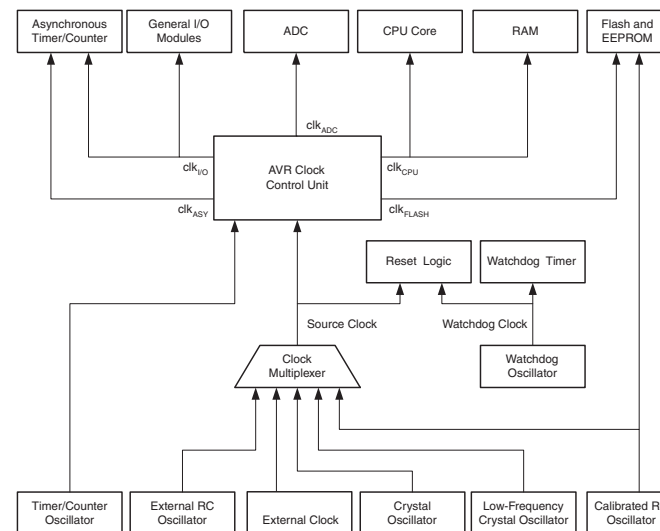 Asynchronous
Timer/Counter
General I/O
Modules
ADC
CPU Core
RAM
Flash and
EEPROM
clkADC
clkI/O
AVR Clock
Control Unit
clkCPU
clkASY
clkFLASH
Reset Logic
Watchdog Timer
Source Clock
Watchdog Clock
Clock
Multiplexer
Watchdog
Oscillator
Timer/Counter
Oscillator
External RC
Oscillator
External Clock
Crystal
Oscillator
Low-Frequency
Crystal Oscillator
Calibrated R
Oscillator